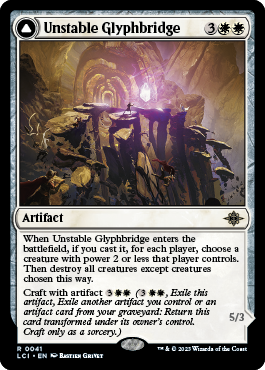 Unstable Glyphbridge 3
Artifact
When Unstable Glyphbridge enters the
battlefield, if you cast it, for each player, choose a
creature with power 2 or less that player controls.
Then destroy all creatures except creatures
chosen this way.
Craft with artifact 3 (3 , Exile this
artifact, Exile another artifact you control or an
artifact card from your graveyard: Return this
card transformed under its owner's control.
Craft only as a sorcery.)
5/3
R 0041
LCI • EN BASTIEN GRIVET
™ & © 2023 Wizards of the Coast